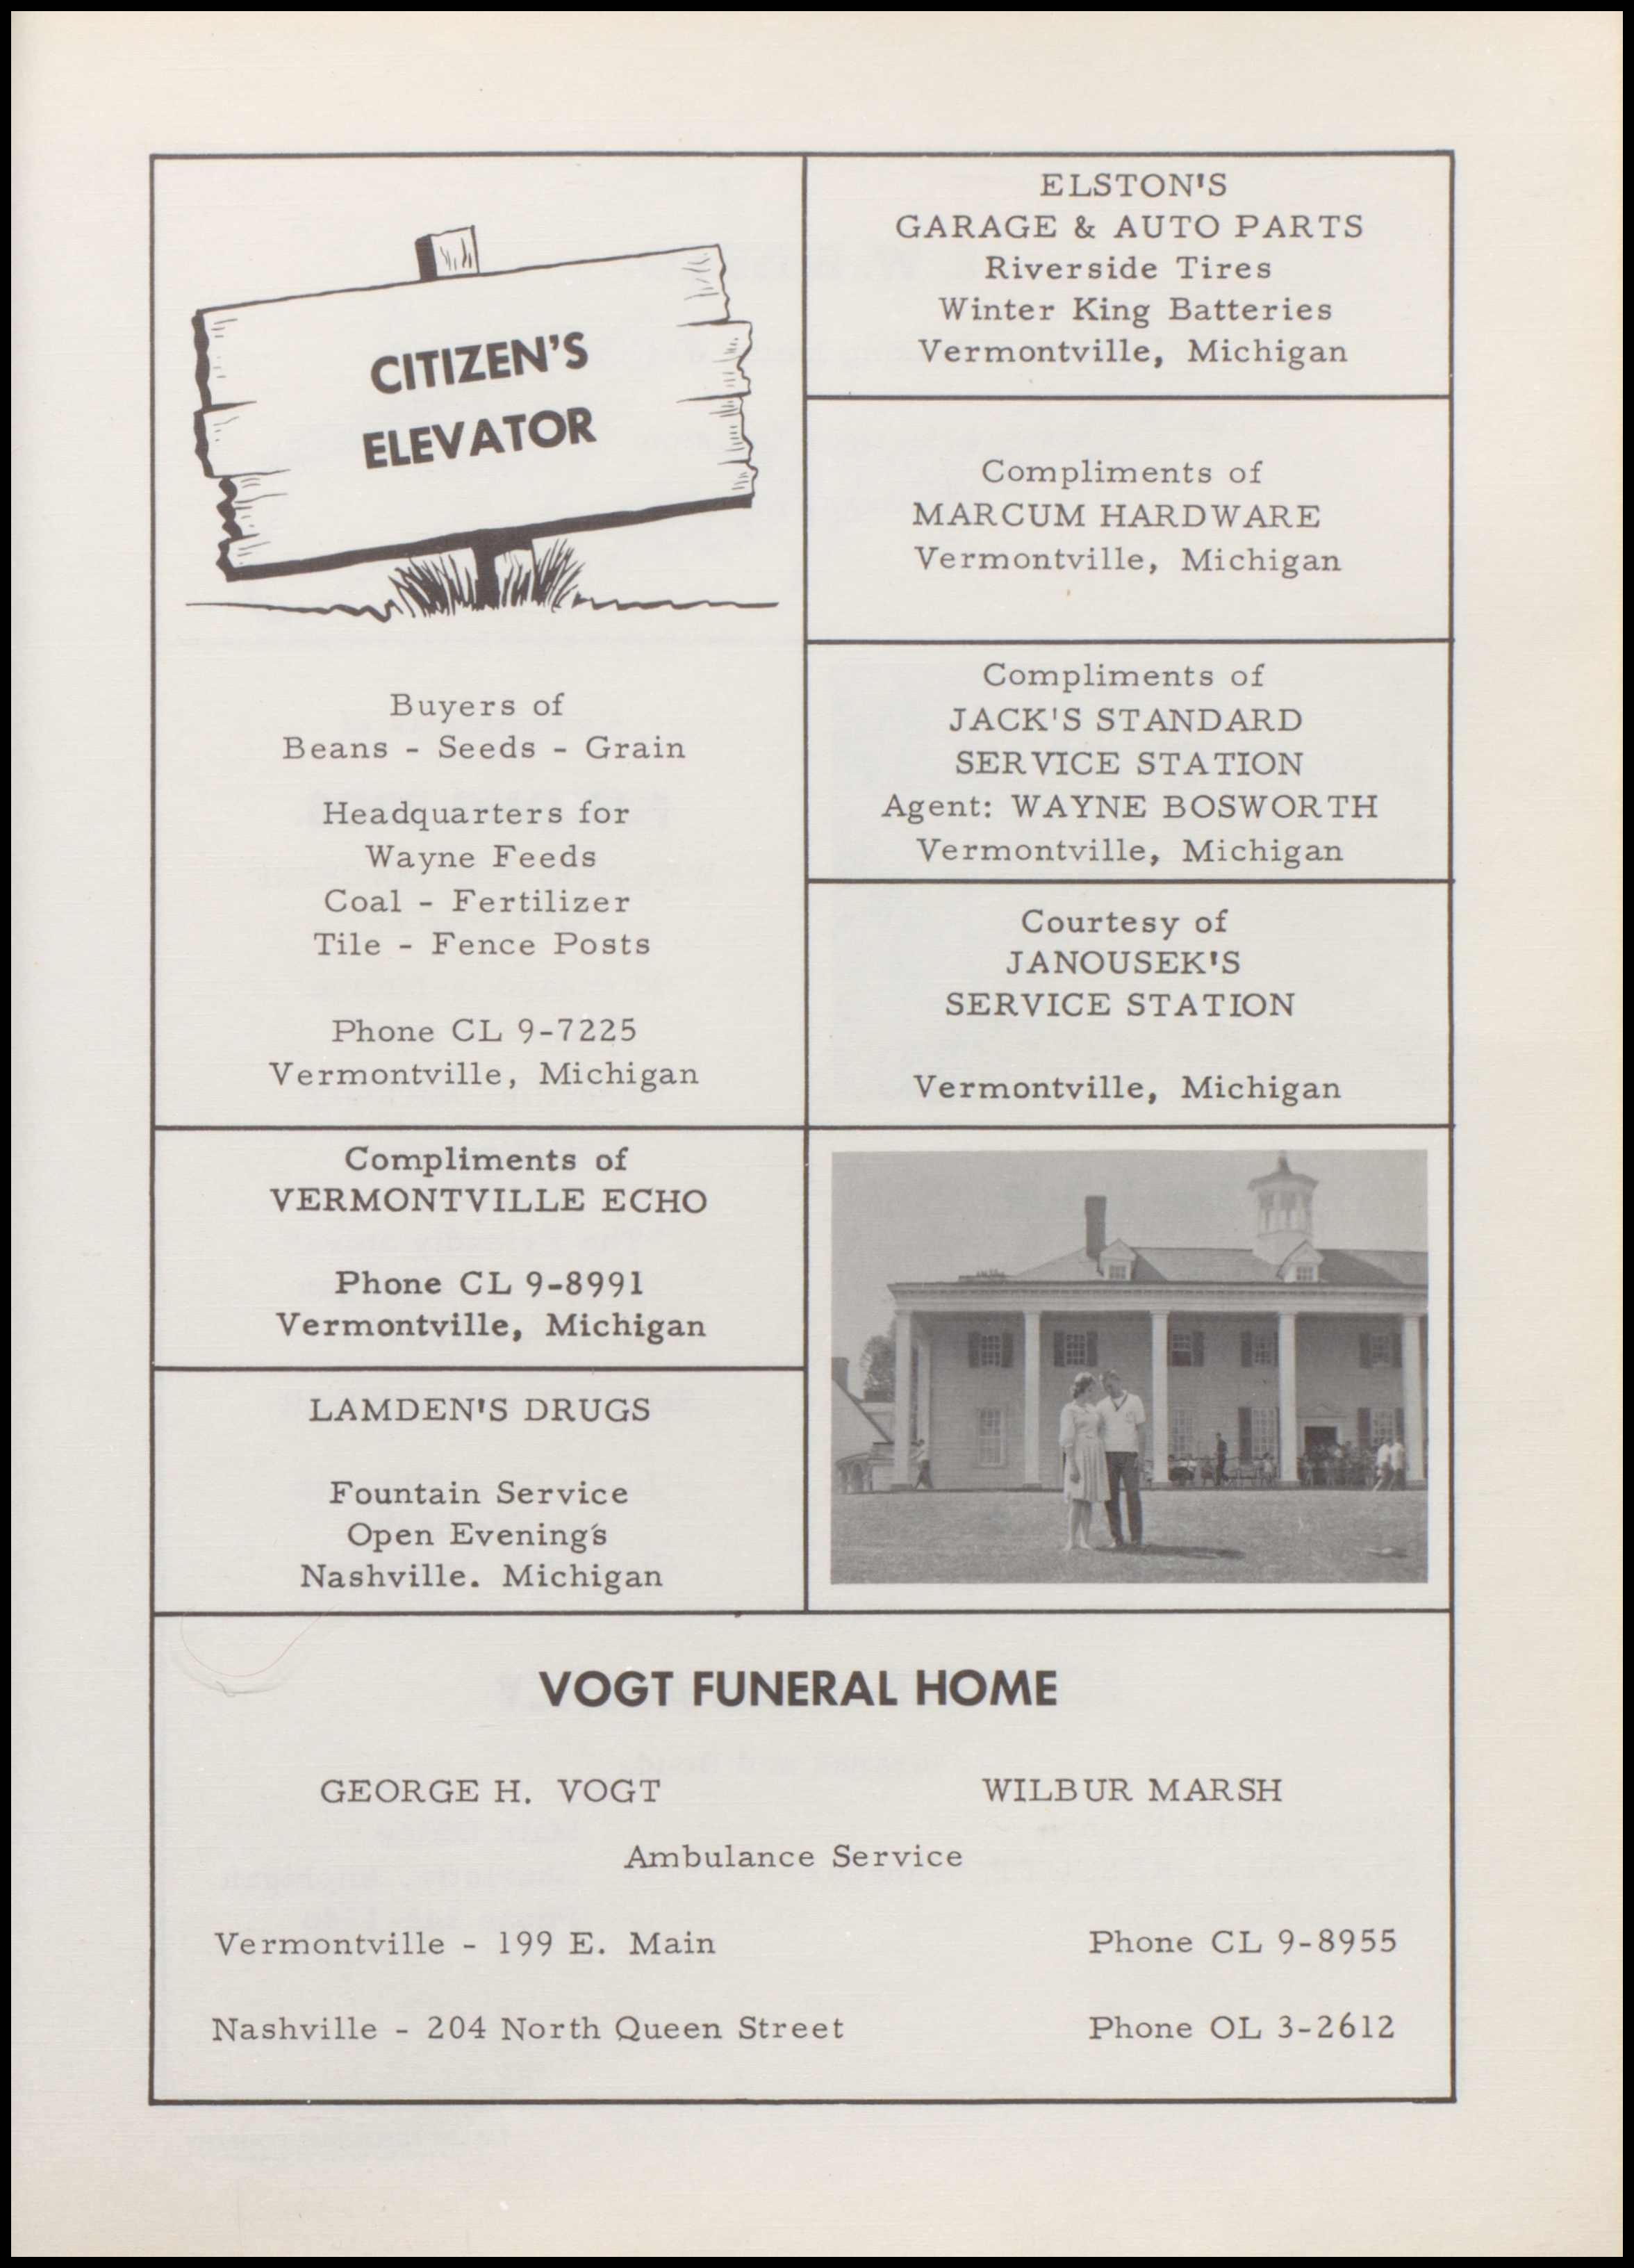 CITIZEN'S
ELEVATOR
Buyers of
Beans - Seeds - Grain
Headquarters for
Wayne Feeds
Coal - Fertilizer
Tile - Fence Posts
Phone CL 9-7225
Vermontville, Michigan
ELSTON'S
GARAGE & AUTO PARTS
Riverside Tires
Winter King Batteries
Vermontville, Michigan
Compliments of
MARCUM HARDWARE
Vermontville, Michigan
Compliments of
JACK'S STANDARD
SERVICE STATION
Agent: WAYNE BOSWORTH
Vermontville, Michigan
Courtesy of
JANOUSEK'S
SERVICE STATION
Vermontville, Michigan
Compliments of
VERMONTVILLE ECHO
Phone CL 9-8991
Vermontville, Michigan
LAMDEN'S DRUGS
Fountain Service
Open Evenings
Nashville. Michigan
VOGT FUNERAL HOME
GEORGE H. VOGT WILBUR MARSH
Ambulance Service
Vermontville - 199 E. Main Phone CL 9-8955
Nashville - 204 North Queen Street Phone OL 3-2612